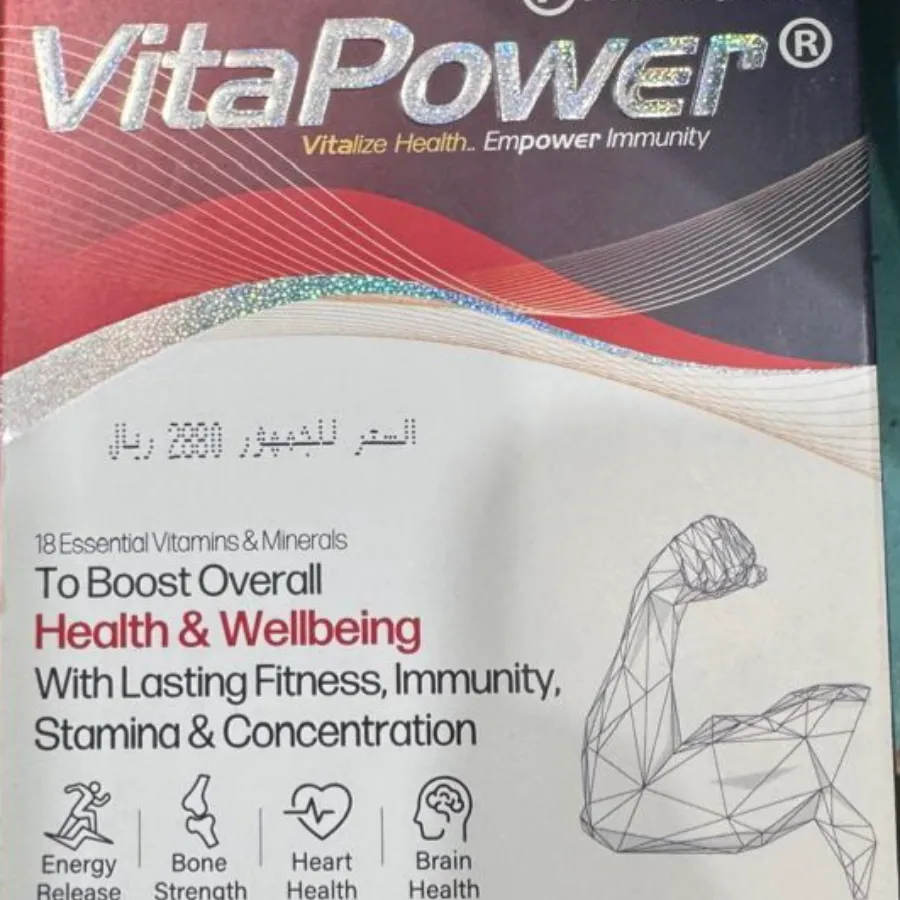 VitaPower®
Vitalize Health.. Empower Immunity
السعر للجمهور 2880 ريال
18 Essential Vitamins & Minerals
To Boost Overall
Health & Wellbeing
With Lasting Fitness, Immunity,
Stamina & Concentration
Energy Release
Bone Strength
Heart Health
Brain Health